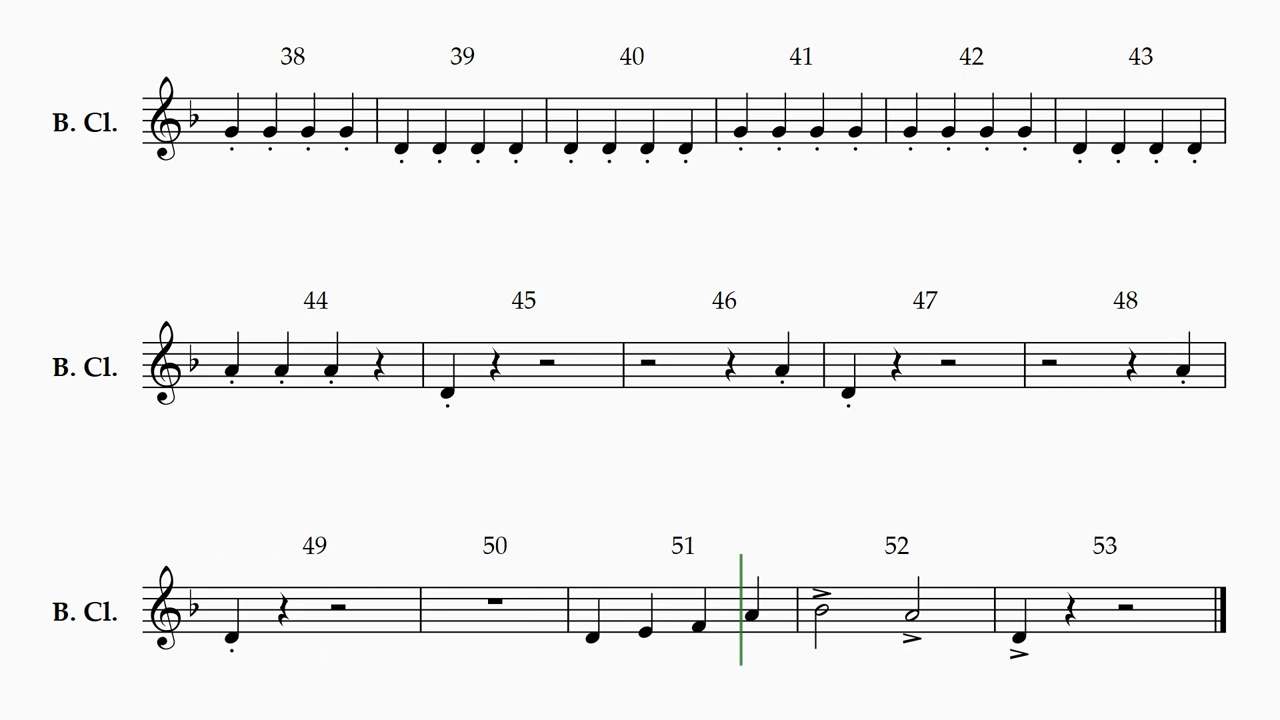 38 39 40 41 42 43
B. Cl.
44 45 46 47 48
B. Cl.
49 50 51 52 53
B. Cl.